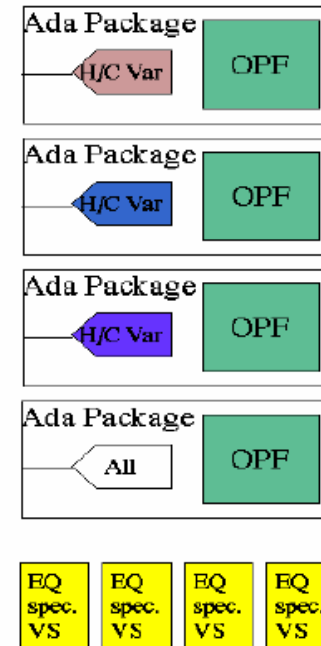 Ada Package
H/C Var OPF
Ada Package
H/C Var OPF
Ada Package
H/C Var OPF
Ada Package
All OPF
EQ EQ EQ EQ
spec. spec. spec. spec.
VS VS VS VS